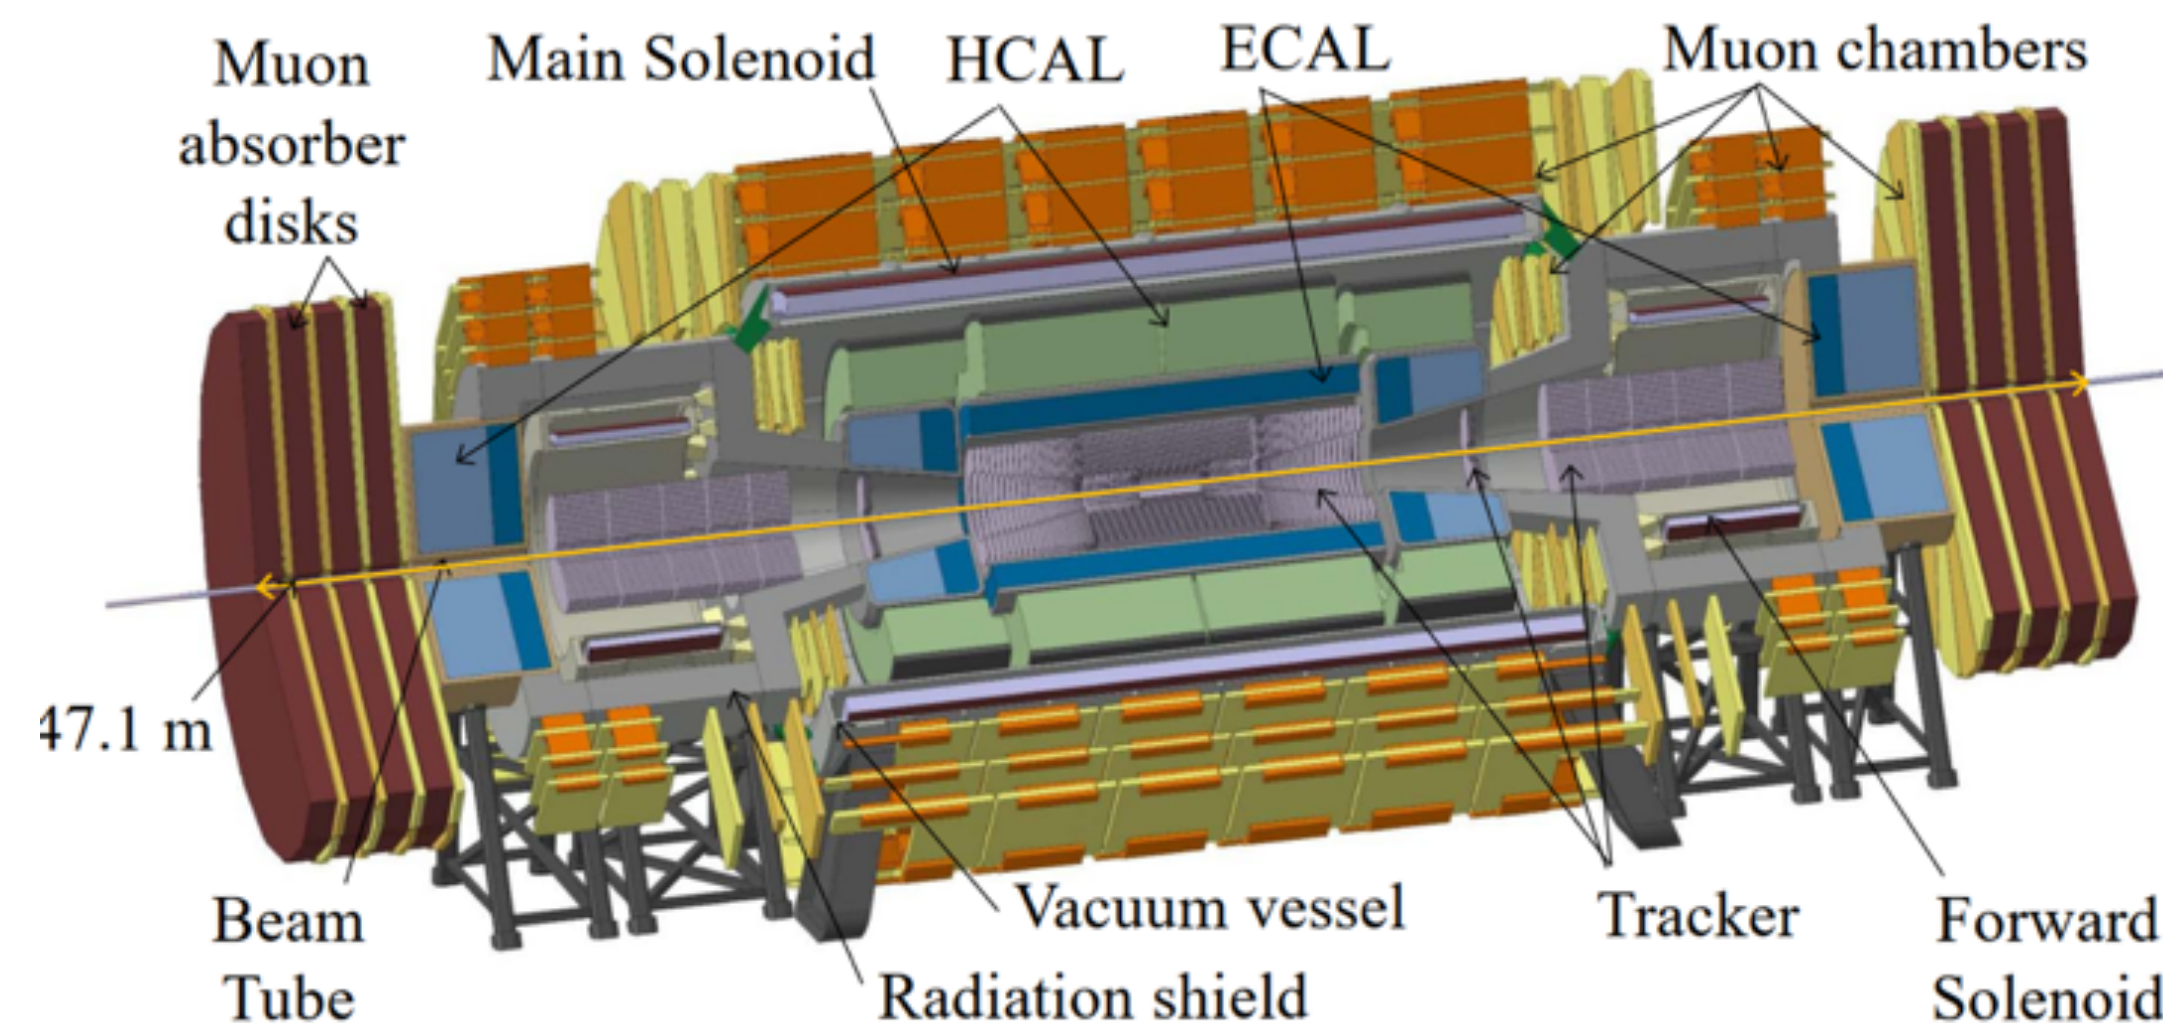 Muon
absorber
disks
Main Solenoid
HCAL
ECAL
Muon chambers
47.1 m
Beam
Tube
Vacuum vessel
Radiation shield
Tracker
Forward
Solenoid